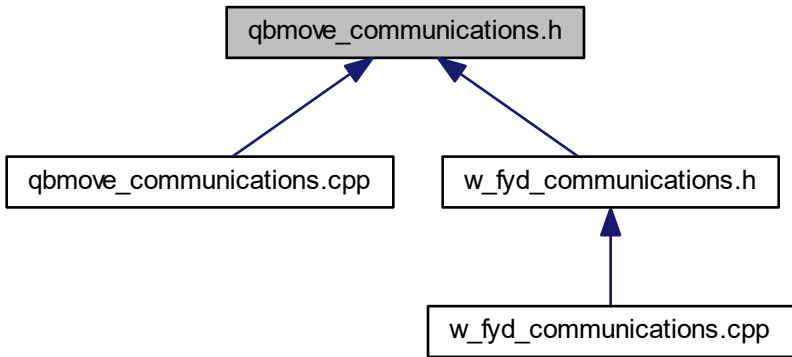 qbmove_communications.h
qbmove_communications.cpp
w_fyd_communications.h
w_fyd_communications.cpp